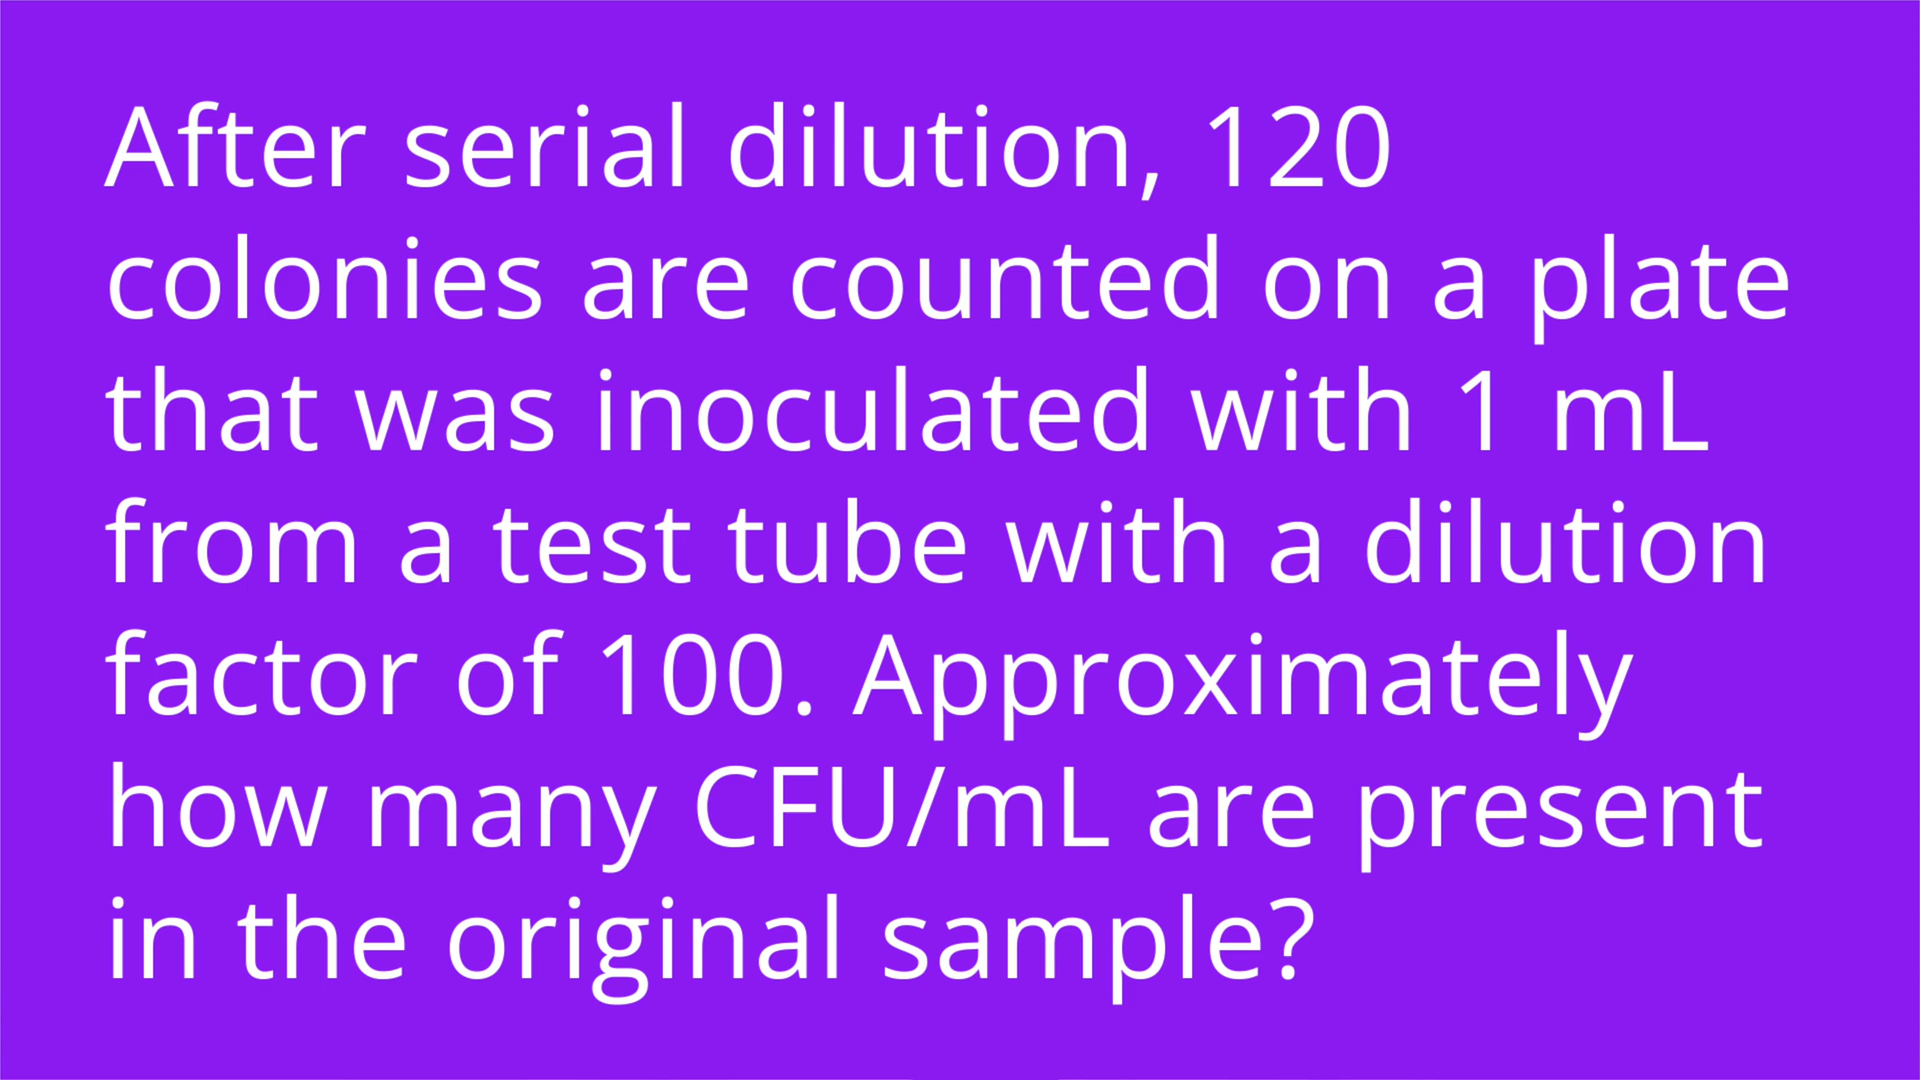 After serial dilution, 120
colonies are counted on a plate
that was inoculated with 1 mL
from a test tube with a dilution
factor of 100. Approximately
how many CFU/mL are present
in the original sample?